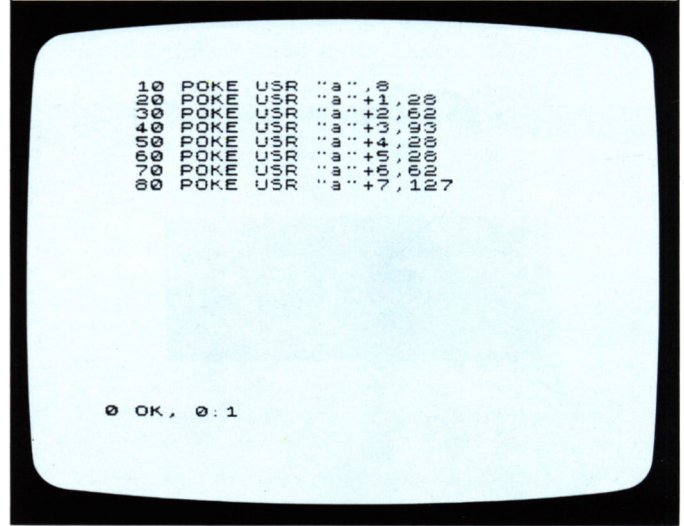 10 POKE USR "a",8
20 POKE USR "a"+1,28
30 POKE USR "a"+2,62
40 POKE USR "a"+3,93
50 POKE USR "a"+4,28
60 POKE USR "a"+5,28
70 POKE USR "a"+6,62
80 POKE USR "a"+7,127
0 OK, 0:1